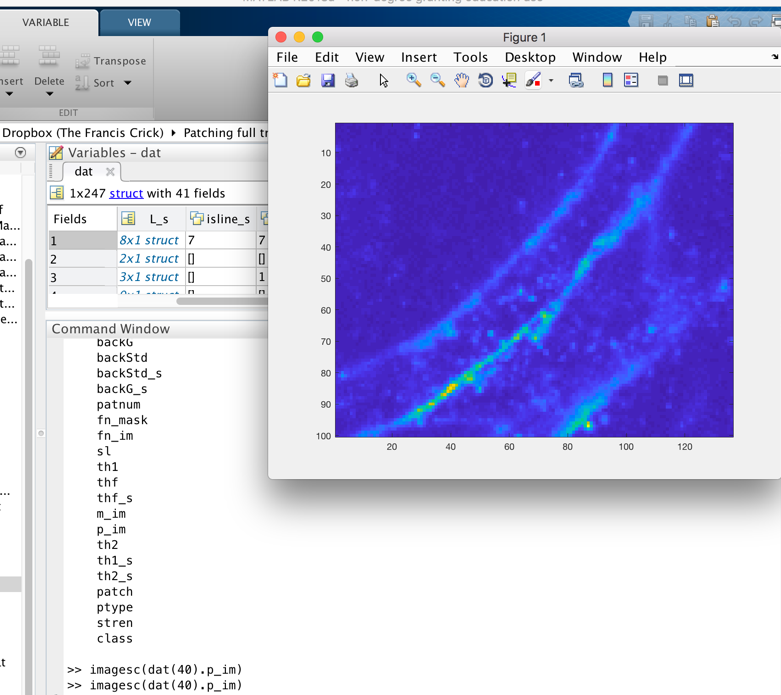 VARIABLE
VIEW
Transpose
Delete
Sort
EDIT
Dropbox (The Francis Crick) Patching full
Variables - dat
dat
1x247 struct with 41 fields
Fields L_s isline_s
1 8x1 struct 7 7
2 2x1 struct [] []
3 3x1 struct [] 1
Command Window
backG
backStd
backStd_s
backG_s
patnum
fn_mask
fn_im
sl
th1
thf
thf_s
m_im
p_im
th2
th1_s
th2_s
patch
ptype
stren
class
>> imagesc(dat(40).p_im)
>> imagesc(dat(40).p_im)
Figure 1
File Edit View Insert Tools Desktop Window Help
10
20
30
40
50
60
70
80
90
100
20 40 60 80 100 120